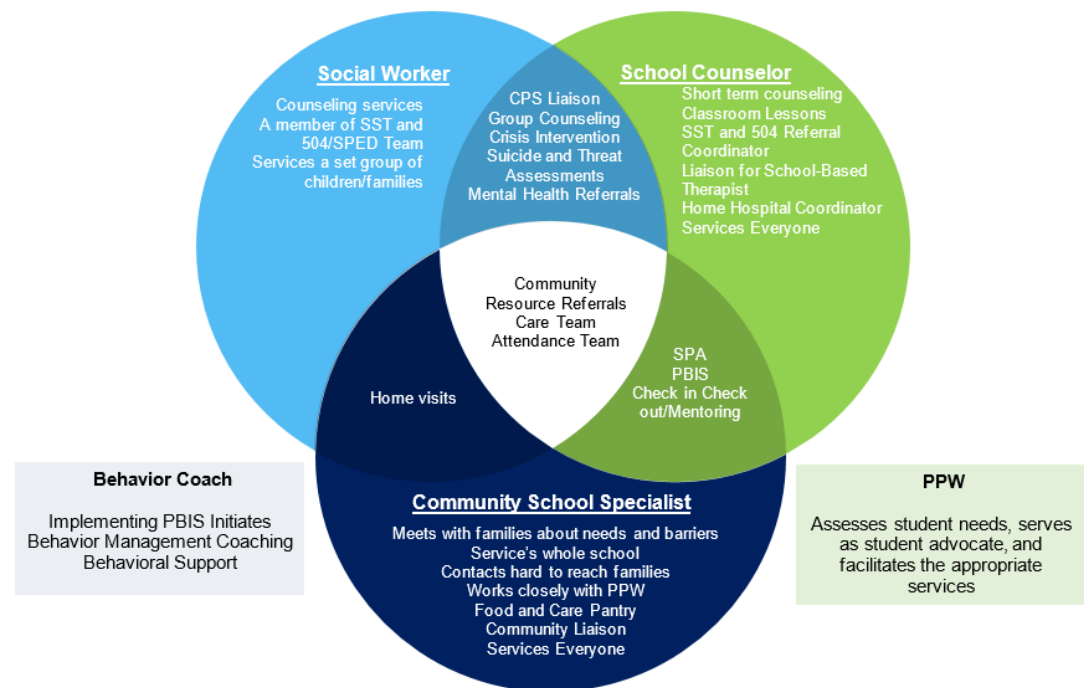 Social Worker
Counseling services
A member of SST and
504/SPED Team
Services a set group of
children/families
CPS Liaison
Group Counseling
Crisis Intervention
Suicide and Threat
Assessments
Mental Health Referrals
School Counselor
Short term counseling
Classroom Lessons
SST and 504 Referral
Coordinator
Liaison for School-Based
Therapist
Home Hospital Coordinator
Services Everyone
Community
Resource Referrals
Care Team
Attendance Team
Home visits
SPA
PBIS
Check in Check
out/Mentoring
Behavior Coach
Implementing PBIS Initiatives
Behavior Management Coaching
Behavioral Support
Community School Specialist
Meets with families about needs and barriers
Service's whole school
Contacts hard to reach families
Works closely with PPW
Food and Care Pantry
Community Liaison
Services Everyone
PPW
Assesses student needs, serves
as student advocate, and
facilitates the appropriate
services